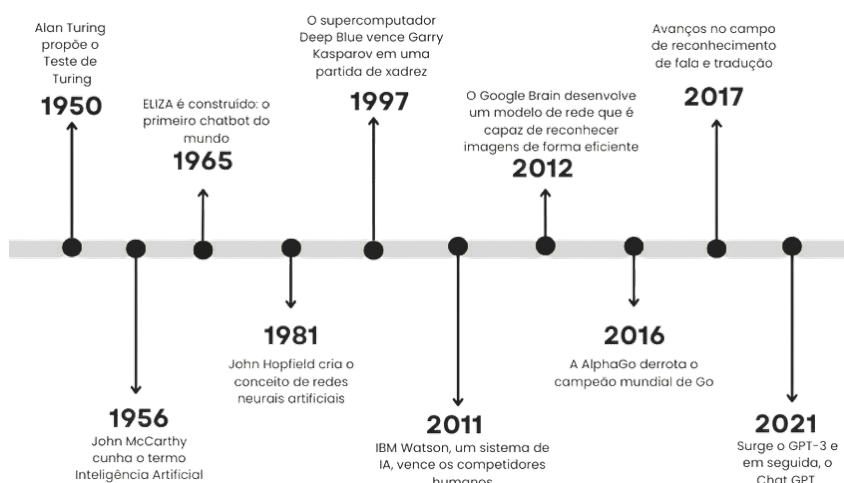 Alan Turing
propõe o
Teste de
Turing
1950
ELIZA é construído: o
primeiro chatbot do
mundo
1965
O supercomputador
Deep Blue vence Garry
Kasparov em uma
partida de xadrez
1997
O Google Brain desenvolve
um modelo de rede que é
capaz de reconhecer
imagens de forma eficiente
2012
Avanços no campo
de reconhecimento
de fala e tradução
2017
1956
John McCarthy
cunha o termo
Inteligência Artificial
1981
John Hopfield cria o
conceito de redes
neurais artificiais
2011
IBM Watson, um sistema de
IA, vence os competidores
humanos
2016
A AlphaGo derrota o
campeão mundial de Go
2021
Surge o GPT-3 e
em seguida, o
Chat GPT